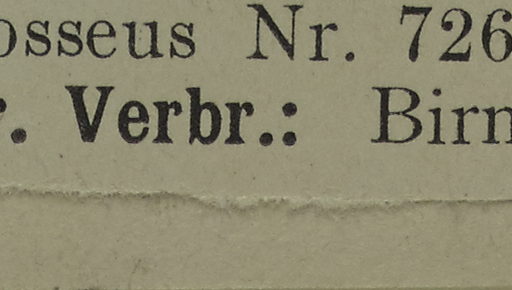 osseus Nr. 726
r. Verbr.: Birn